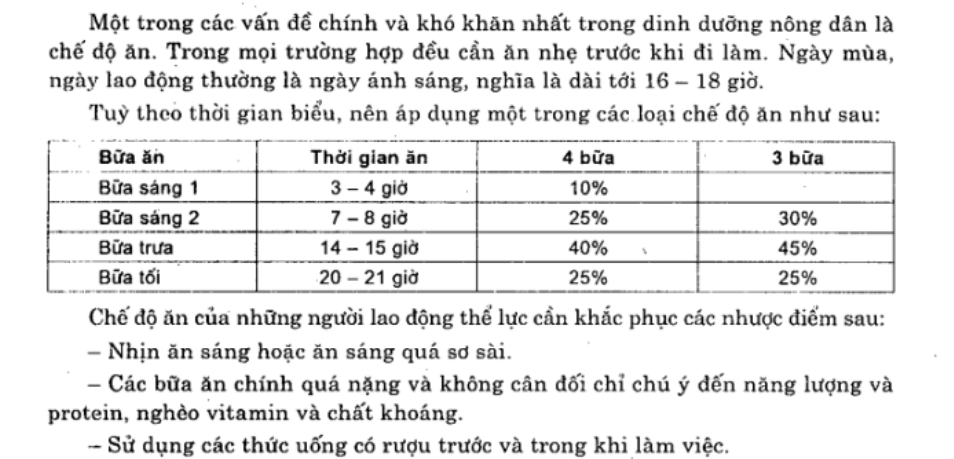 Một trong các vấn đề chính và khó khăn nhất trong dinh dưỡng nông dân là
chế độ ăn. Trong mọi trường hợp đều cần ăn nhẹ trước khi đi làm. Ngày mùa,
ngày lao động thường là ngày ánh sáng, nghĩa là dài tới 16 – 18 giờ.
Tuỳ theo thời gian biểu, nên áp dụng một trong các loại chế độ ăn như sau:
Bữa ăn Thời gian ăn 4 bữa 3 bữa
Bữa sáng 1 3 – 4 giờ 10%
Bữa sáng 2 7 – 8 giờ 25% 30%
Bữa trưa 14 – 15 giờ 40% 45%
Bữa tối 20 – 21 giờ 25% 25%
Chế độ ăn của những người lao động thể lực cần khắc phục các nhược điểm sau:
– Nhịn ăn sáng hoặc ăn sáng quá sơ sài.
– Các bữa ăn chính quá nặng và không cân đối chỉ chú ý đến năng lượng và
protein, nghèo vitamin và chất khoáng.
– Sử dụng các thức uống có rượu trước và trong khi làm việc.